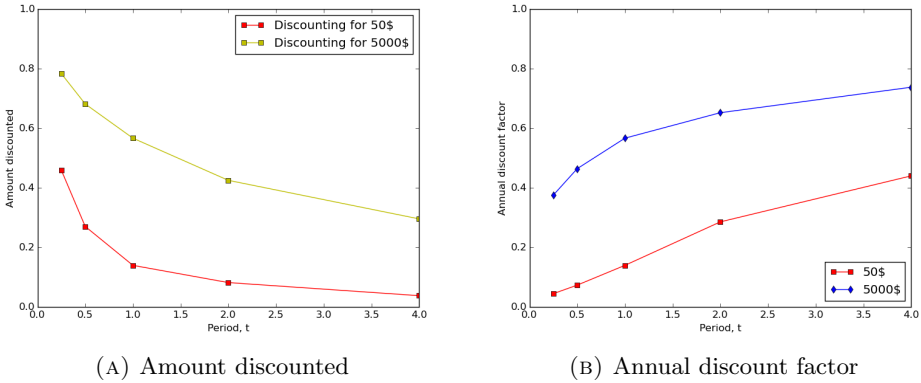 1.0
0.8
0.6
0.4
0.2
0.0
Amount discounted
Discounting for 50$
Discounting for 5000$
0.0 0.5 1.0 1.5 2.0 2.5 3.0 3.5 4.0
Period, t
(A) Amount discounted
1.0
0.8
0.6
0.4
0.2
0.0
Annual discount factor
50$
5000$
0.0 0.5 1.0 1.5 2.0 2.5 3.0 3.5 4.0
Period, t
(B) Annual discount factor